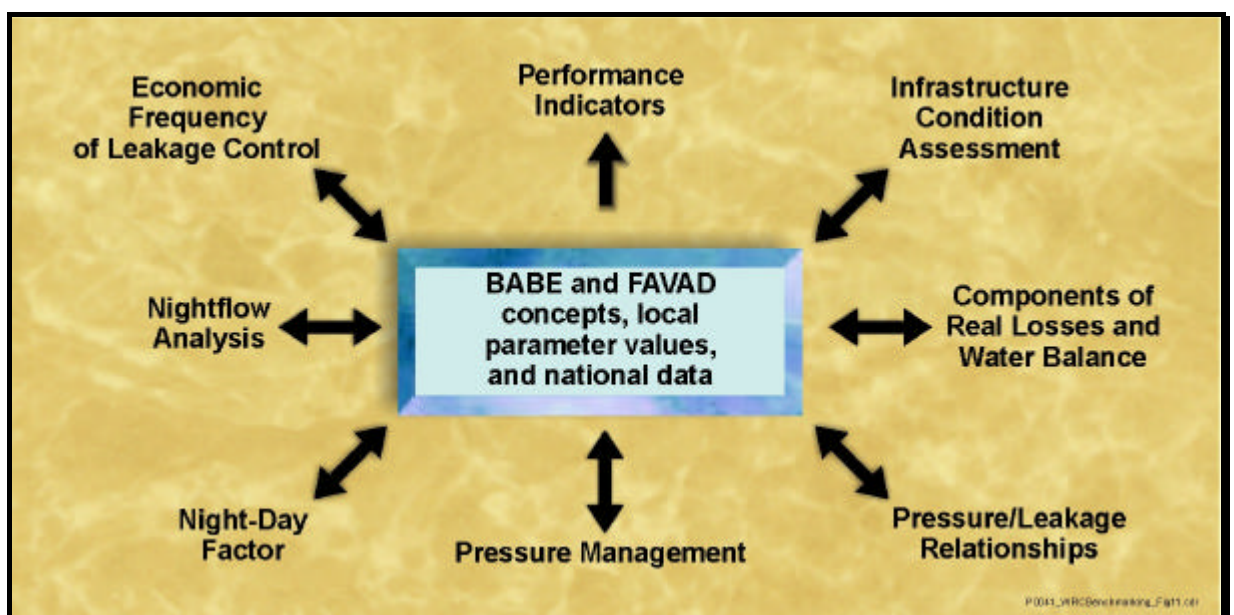 Economic
Frequency
of Leakage Control
Performance
Indicators
Infrastructure
Condition
Assessment
Nightflow
Analysis
BABE and FAVAD
concepts, local
parameter values,
and national data
Components of
Real Losses and
Water Balance
Night-Day
Factor
Pressure Management
Pressure/Leakage
Relationships